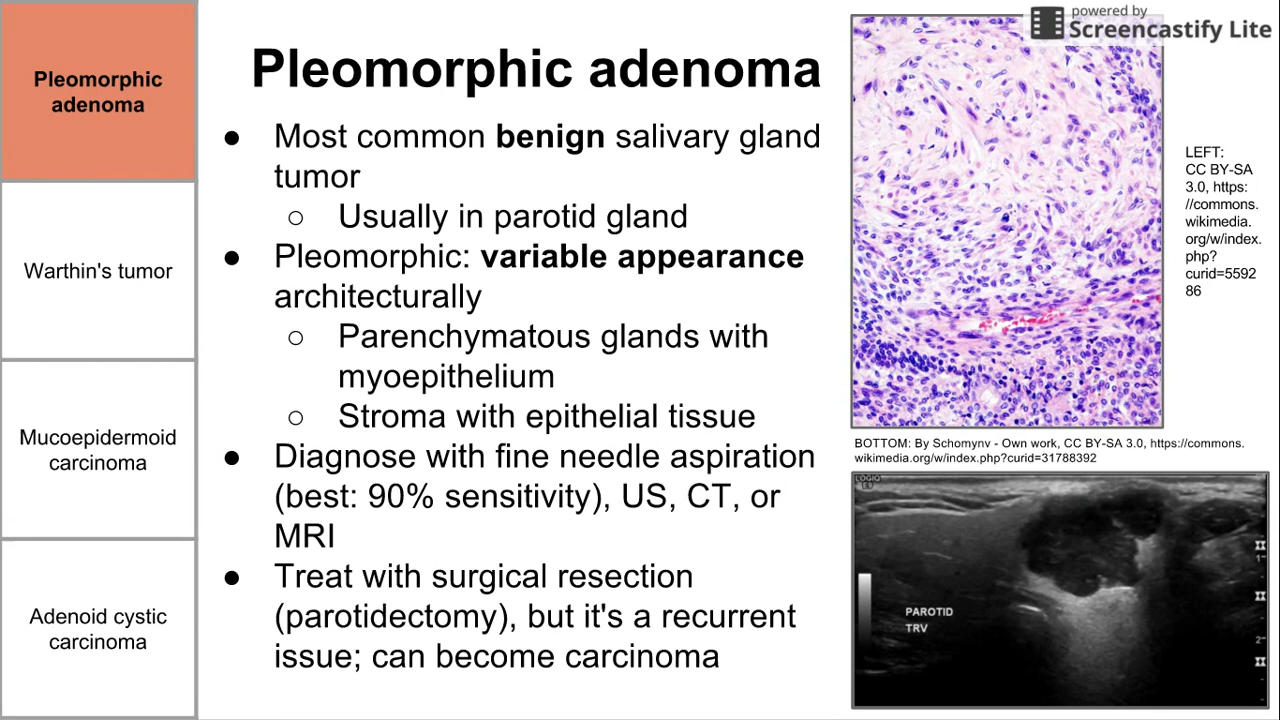 powered by
Screencastify Lite
Pleomorphic
adenoma
Warthin's tumor
Mucoepidermoid
carcinoma
Adenoid cystic
carcinoma
Pleomorphic adenoma
● Most common benign salivary gland
tumor
○ Usually in parotid gland
● Pleomorphic: variable appearance
architecturally
○ Parenchymatous glands with
myoepithelium
○ Stroma with epithelial tissue
● Diagnose with fine needle aspiration
(best: 90% sensitivity), US, CT, or
MRI
● Treat with surgical resection
(parotidectomy), but it's a recurrent
issue; can become carcinoma
LEFT:
CC BY-SA
3.0, https:
//commons.
wikimedia.
org/w/index.
php?
curid=5592
86
BOTTOM: By Schomynv - Own work, CC BY-SA 3.0, https://commons.
wikimedia.org/w/index.php?curid=31788392
LOGIQ
PAROTID
TRV
1
2